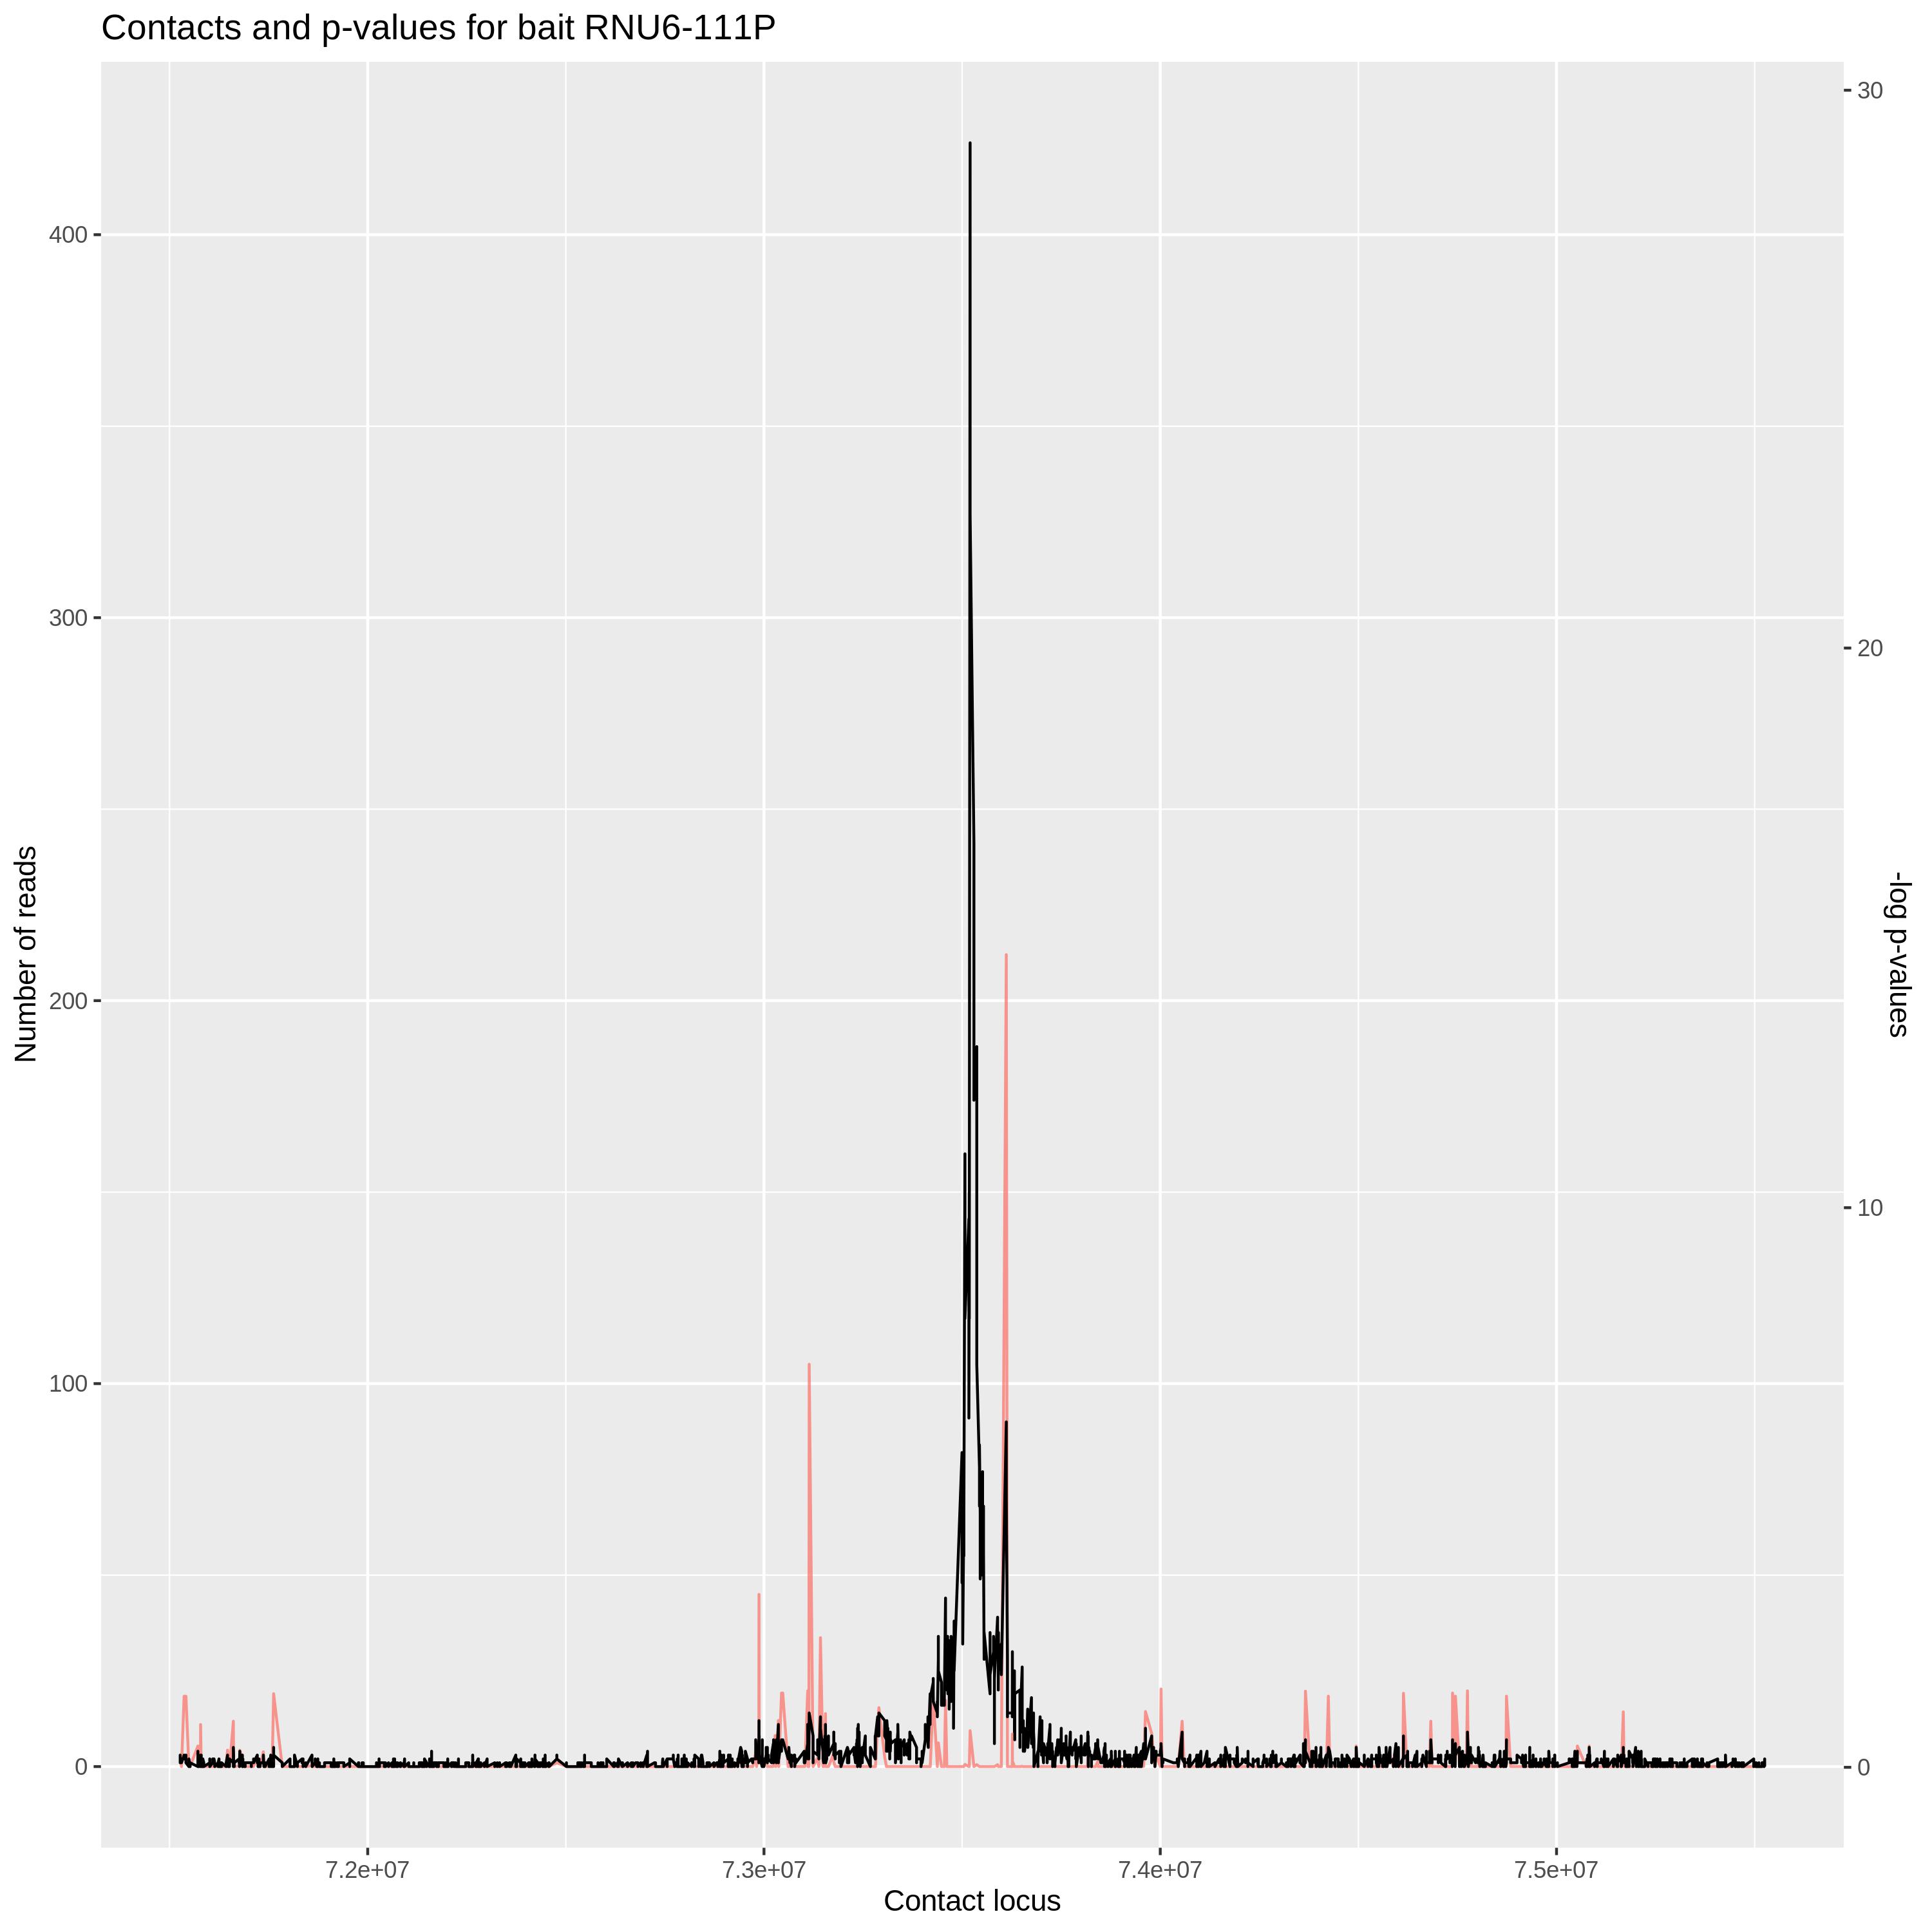 Contacts and p-values for bait RNU6-111P
30
400
300
20
Number of reads
-log p-values
200
10
100
0
0
7.2e+07
7.3e+07
7.4e+07
7.5e+07
Contact locus